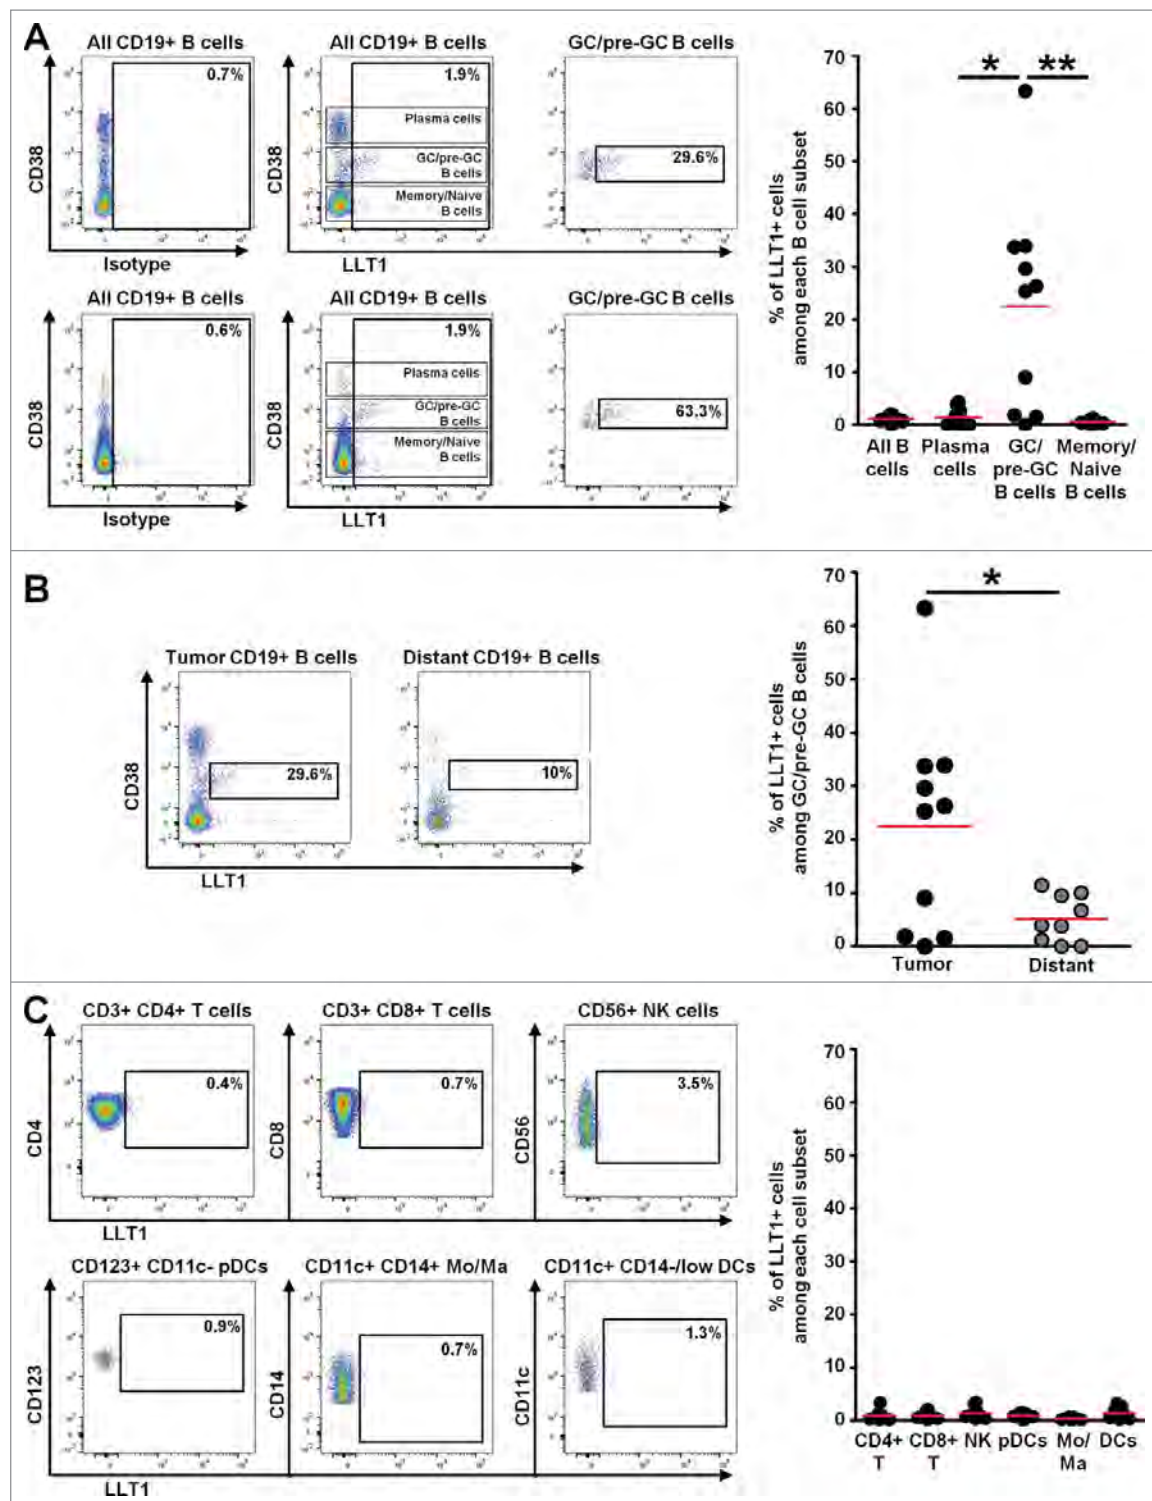 A
All CD19+ B cells
All CD19+ B cells
GC/pre-GC B cells
0.7%
1.9%
Plasma cells
GC/pre-GC
B cells
Memory/Naive
B cells
29.6%
CD38
CD38
Isotype
LLT1
All CD19+ B cells
All CD19+ B cells
GC/pre-GC B cells
0.6%
1.9%
Plasma cells
GC/pre-GC
B cells
Memory/Naive
B cells
63.3%
CD38
CD38
Isotype
LLT1
% of LLT1+ cells
among each B cell subset
70
60
50
40
30
20
10
0
*
**
All B
cells
Plasma
cells
GC/
pre-GC
B cells
Memory/
Naive
B cells
B
Tumor CD19+ B cells
Distant CD19+ B cells
29.6%
10%
CD38
LLT1
% of LLT1+ cells
among GC/pre-GC B cells
70
60
50
40
30
20
10
0
*
Tumor
Distant
C
CD3+ CD4+ T cells
CD3+ CD8+ T cells
CD56+ NK cells
0.4%
0.7%
3.5%
CD4
CD8
CD56
LLT1
CD123+ CD11c- pDCs
CD11c+ CD14+ Mo/Ma
CD11c+ CD14-/low DCs
0.9%
0.7%
1.3%
CD123
CD14
CD11c
LLT1
% of LLT1+ cells
among each cell subset
70
60
50
40
30
20
10
0
CD4+
T
CD8+
T
NK
pDCs
Mo/
Ma
DCs